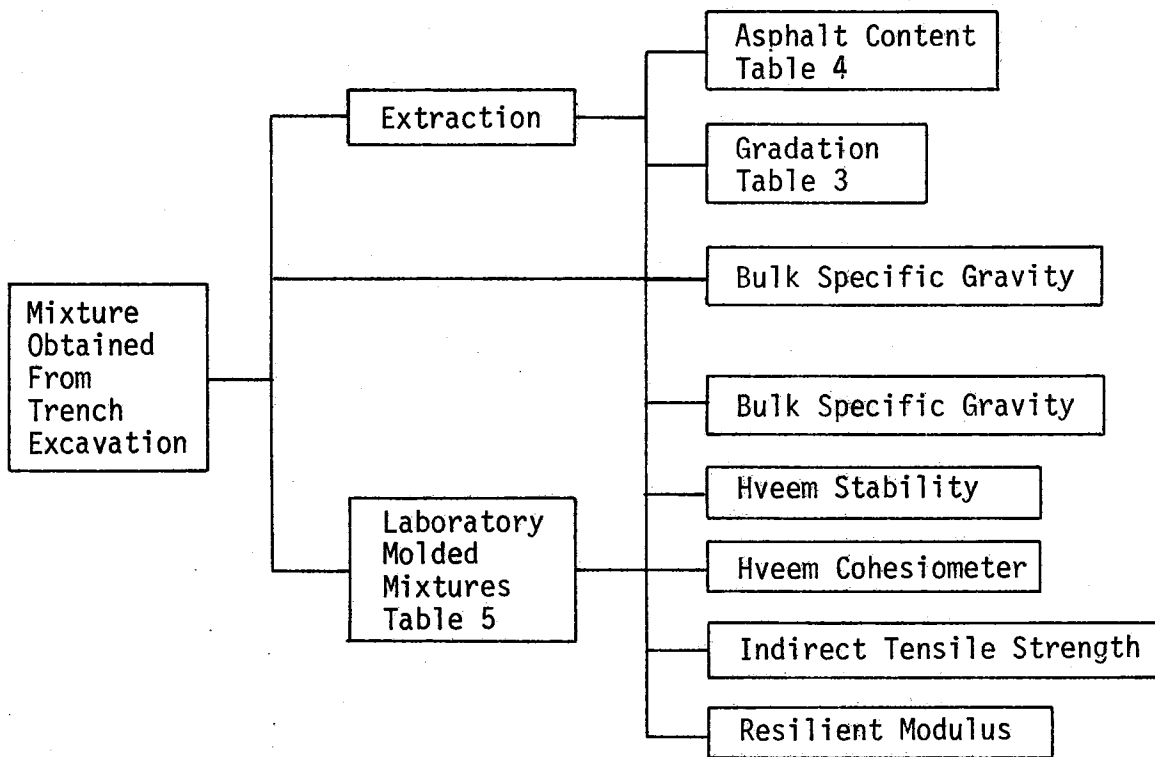 Mixture
Obtained
From
Trench
Excavation
Extraction
Laboratory
Molded
Mixtures
Table 5
Asphalt Content
Table 4
Gradation
Table 3
Bulk Specific Gravity
Bulk Specific Gravity
Hveem Stability
Hveem Cohesiometer
Indirect Tensile Strength
Resilient Modulus